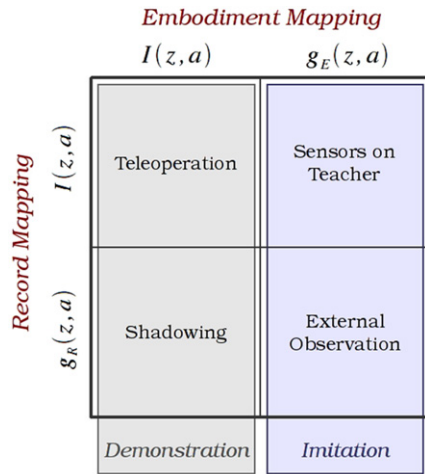 Embodiment Mapping
I(z,a) g_E(z,a)
Record Mapping
I(z,a)
Teleoperation
Sensors on
Teacher
g_R(z,a)
Shadowing
External
Observation
Demonstration Imitation